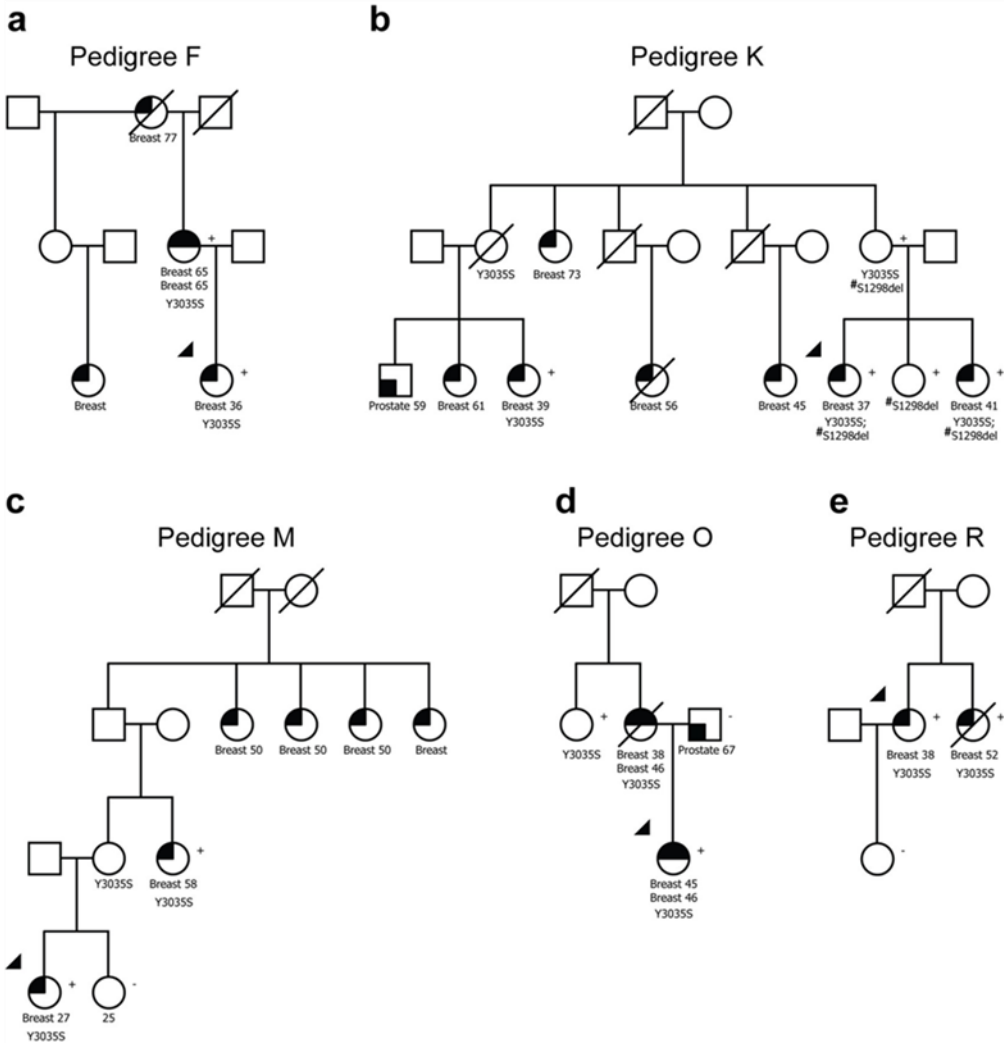 a
Pedigree F
Breast 77
+
Breast 65
Breast 65
Y3035S
Breast
+
Breast 36
Y3035S
b
Pedigree K
Y3035S
Breast 73
+
Y3035S
#S1298del
Prostate 59
Breast 61
+
Breast 39
Y3035S
Breast 56
Breast 45
+
Breast 37
Y3035S;
#S1298del
+
#S1298del
+
Breast 41
Y3035S;
#S1298del
c
Pedigree M
Breast 50
Breast 50
Breast 50
Breast
Y3035S
+
Breast 58
Y3035S
+
Breast 27
Y3035S
-
25
d
Pedigree O
+
Y3035S
Breast 38
Breast 46
Y3035S
-
Prostate 67
+
Breast 45
Breast 46
Y3035S
e
Pedigree R
+
Breast 38
Y3035S
+
Breast 52
Y3035S
-